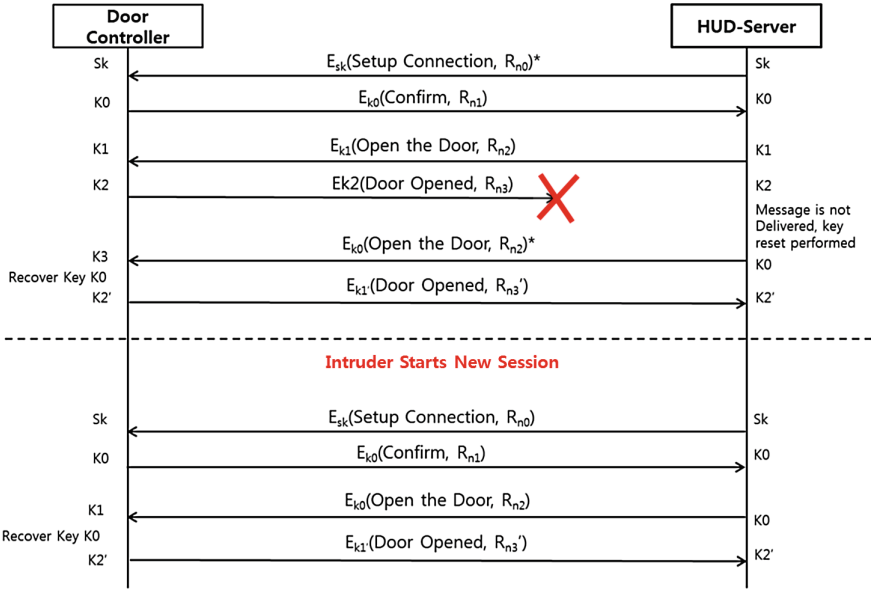 Door
Controller
HUD-Server
Sk
Esk(Setup Connection, Rn0)*
Sk
K0
Ek0(Confirm, Rn1)
K0
K1
Ek1(Open the Door, Rn2)
K1
K2
Ek2(Door Opened, Rn3)
K2
Message is not
Delivered, key
reset performed
K3
Ek0(Open the Door, Rn2)*
K0
Recover Key K0
K2'
Ek1'(Door Opened, Rn3')
K2'
Intruder Starts New Session
Sk
Esk(Setup Connection, Rn0)
Sk
K0
Ek0(Confirm, Rn1)
K0
K1
Ek0(Open the Door, Rn2)
K0
Recover Key K0
K2'
Ek1'(Door Opened, Rn3')
K2'